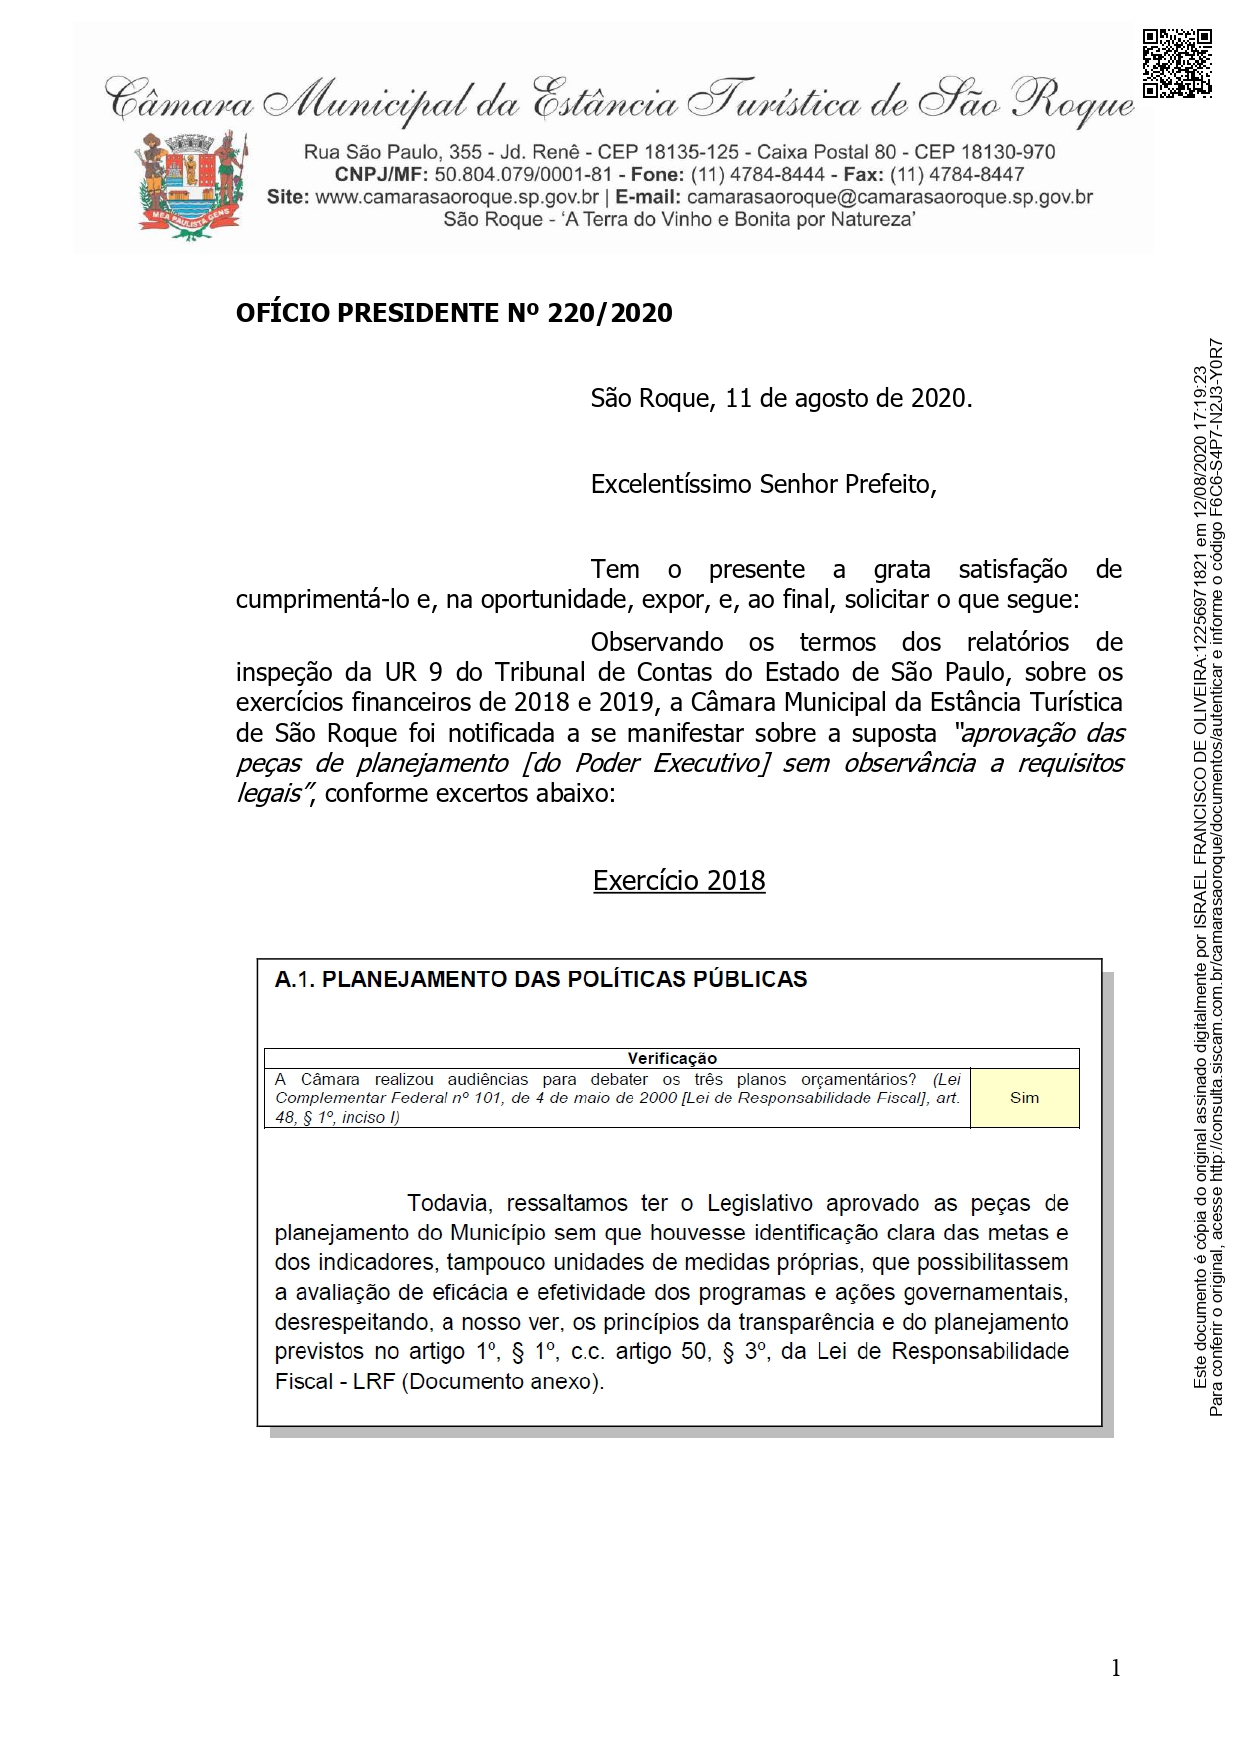 Câmara Municipal da Estância Turística de São Roque
Rua São Paulo, 355 - Jd. Renê - CEP 18135-125 - Caixa Postal 80 - CEP 18130-970
CNPJ/MF: 50.804.079/0001-81 - Fone: (11) 4784-8444 - Fax: (11) 4784-8447
Site: www.camarasaoroque.sp.gov.br | E-mail: camarasaoroque@camarasaoroque.sp.gov.br
São Roque - ‘A Terra do Vinho e Bonita por Natureza’
MEA PAULISTA GENS
OFÍCIO PRESIDENTE Nº 220/2020
São Roque, 11 de agosto de 2020.
Excelentíssimo Senhor Prefeito,
Tem o presente a grata satisfação de
cumprimentá-lo e, na oportunidade, expor, e, ao final, solicitar o que segue:
Observando os termos dos relatórios de
inspeção da UR 9 do Tribunal de Contas do Estado de São Paulo, sobre os
exercícios financeiros de 2018 e 2019, a Câmara Municipal da Estância Turística
de São Roque foi notificada a se manifestar sobre a suposta “aprovação das
peças de planejamento [do Poder Executivo] sem observância a requisitos
legais”, conforme excertos abaixo:
Exercício 2018
A.1. PLANEJAMENTO DAS POLÍTICAS PÚBLICAS
Verificação
A Câmara realizou audiências para debater os três planos orçamentários? (Lei
Complementar Federal nº 101, de 4 de maio de 2000 [Lei de Responsabilidade Fiscal], art.
48, § 1º, inciso I)
Sim
Todavia, ressaltamos ter o Legislativo aprovado as peças de
planejamento do Município sem que houvesse identificação clara das metas e
dos indicadores, tampouco unidades de medidas próprias, que possibilitassem
a avaliação de eficácia e efetividade dos programas e ações governamentais,
desrespeitando, a nosso ver, os princípios da transparência e do planejamento
previstos no artigo 1º, § 1º, c.c. artigo 50, § 3º, da Lei de Responsabilidade
Fiscal - LRF (Documento anexo).
1
Este documento é cópia do original assinado digitalmente por ISRAEL FRANCISCO DE OLIVEIRA:12256971821 em 12/08/2020 17:19:23
Para conferir o original, acesse http://consulta.siscam.com.br/camarasaoroque/documentos/autenticar e informe o código F6C6-S4P7-N2J3-Y0R7